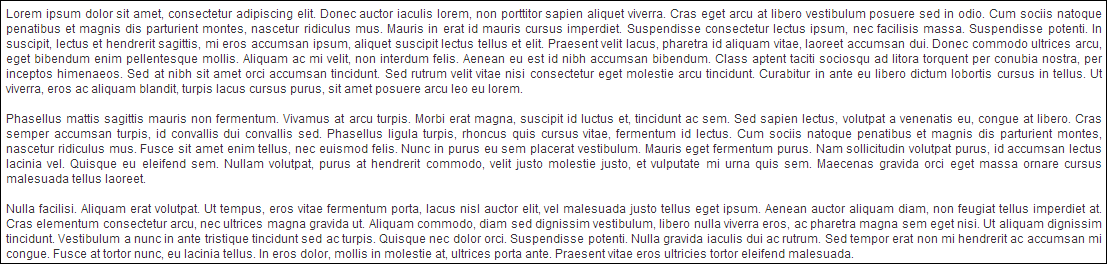 Lorem ipsum dolor sit amet, consectetur adipiscing elit. Donec auctor iaculis lorem, non porttitor sapien aliquet viverra. Cras eget arcu at libero vestibulum posuere sed in odio. Cum sociis natoque
penatibus et magnis dis parturient montes, nascetur ridiculus mus. Mauris in erat id mauris cursus imperdiet. Suspendisse consectetur lectus ipsum, nec facilisis massa. Suspendisse potenti. In
suscipit, lectus et hendrerit sagittis, mi eros accumsan ipsum, aliquet suscipit lectus tellus et elit. Praesent velit lacus, pharetra id aliquam vitae, laoreet accumsan dui. Donec commodo ultrices arcu,
eget bibendum enim pellentesque mollis. Aliquam ac mi velit, non interdum felis. Aenean eu est id nibh accumsan bibendum. Class aptent taciti sociosqu ad litora torquent per conubia nostra, per
inceptos himenaeos. Sed at nibh sit amet orci accumsan tincidunt. Sed rutrum velit vitae nisi consectetur eget molestie arcu tincidunt. Curabitur in ante eu libero dictum lobortis cursus in tellus. Ut
viverra, eros ac aliquam blandit, turpis lacus cursus purus, sit amet posuere arcu leo eu lorem.
Phasellus mattis sagittis mauris non fermentum. Vivamus at arcu turpis. Morbi erat magna, suscipit id luctus et, tincidunt ac sem. Sed sapien lectus, volutpat a venenatis eu, congue at libero. Cras
semper accumsan turpis, id convallis dui convallis sed. Phasellus ligula turpis, rhoncus quis cursus vitae, fermentum id lectus. Cum sociis natoque penatibus et magnis dis parturient montes,
nascetur ridiculus mus. Fusce sit amet enim tellus, nec euismod felis. Nunc in purus eu sem placerat vestibulum. Mauris eget fermentum purus. Nam sollicitudin volutpat purus, id accumsan lectus
lacinia vel. Quisque eu eleifend sem. Nullam volutpat, purus at hendrerit commodo, velit justo molestie justo, et vulputate mi urna quis sem. Maecenas gravida orci eget massa ornare cursus
malesuada tellus laoreet.
Nulla facilisi. Aliquam erat volutpat. Ut tempus, eros vitae fermentum porta, lacus nisl auctor elit, vel malesuada justo tellus eget ipsum. Aenean auctor aliquam diam, non feugiat tellus imperdiet at.
Cras elementum consectetur arcu, nec ultrices magna gravida ut. Aliquam commodo, diam sed dignissim vestibulum, libero nulla viverra eros, ac pharetra magna sem eget nisi. Ut aliquam dignissim
tincidunt. Vestibulum a nunc in ante tristique tincidunt sed ac turpis. Quisque nec dolor orci. Suspendisse potenti. Nulla gravida iaculis dui ac rutrum. Sed tempor erat non mi hendrerit ac accumsan mi
congue. Fusce at tortor nunc, eu lacinia tellus. In eros dolor, mollis in molestie at, ultrices porta ante. Praesent vitae eros ultricies tortor eleifend malesuada.